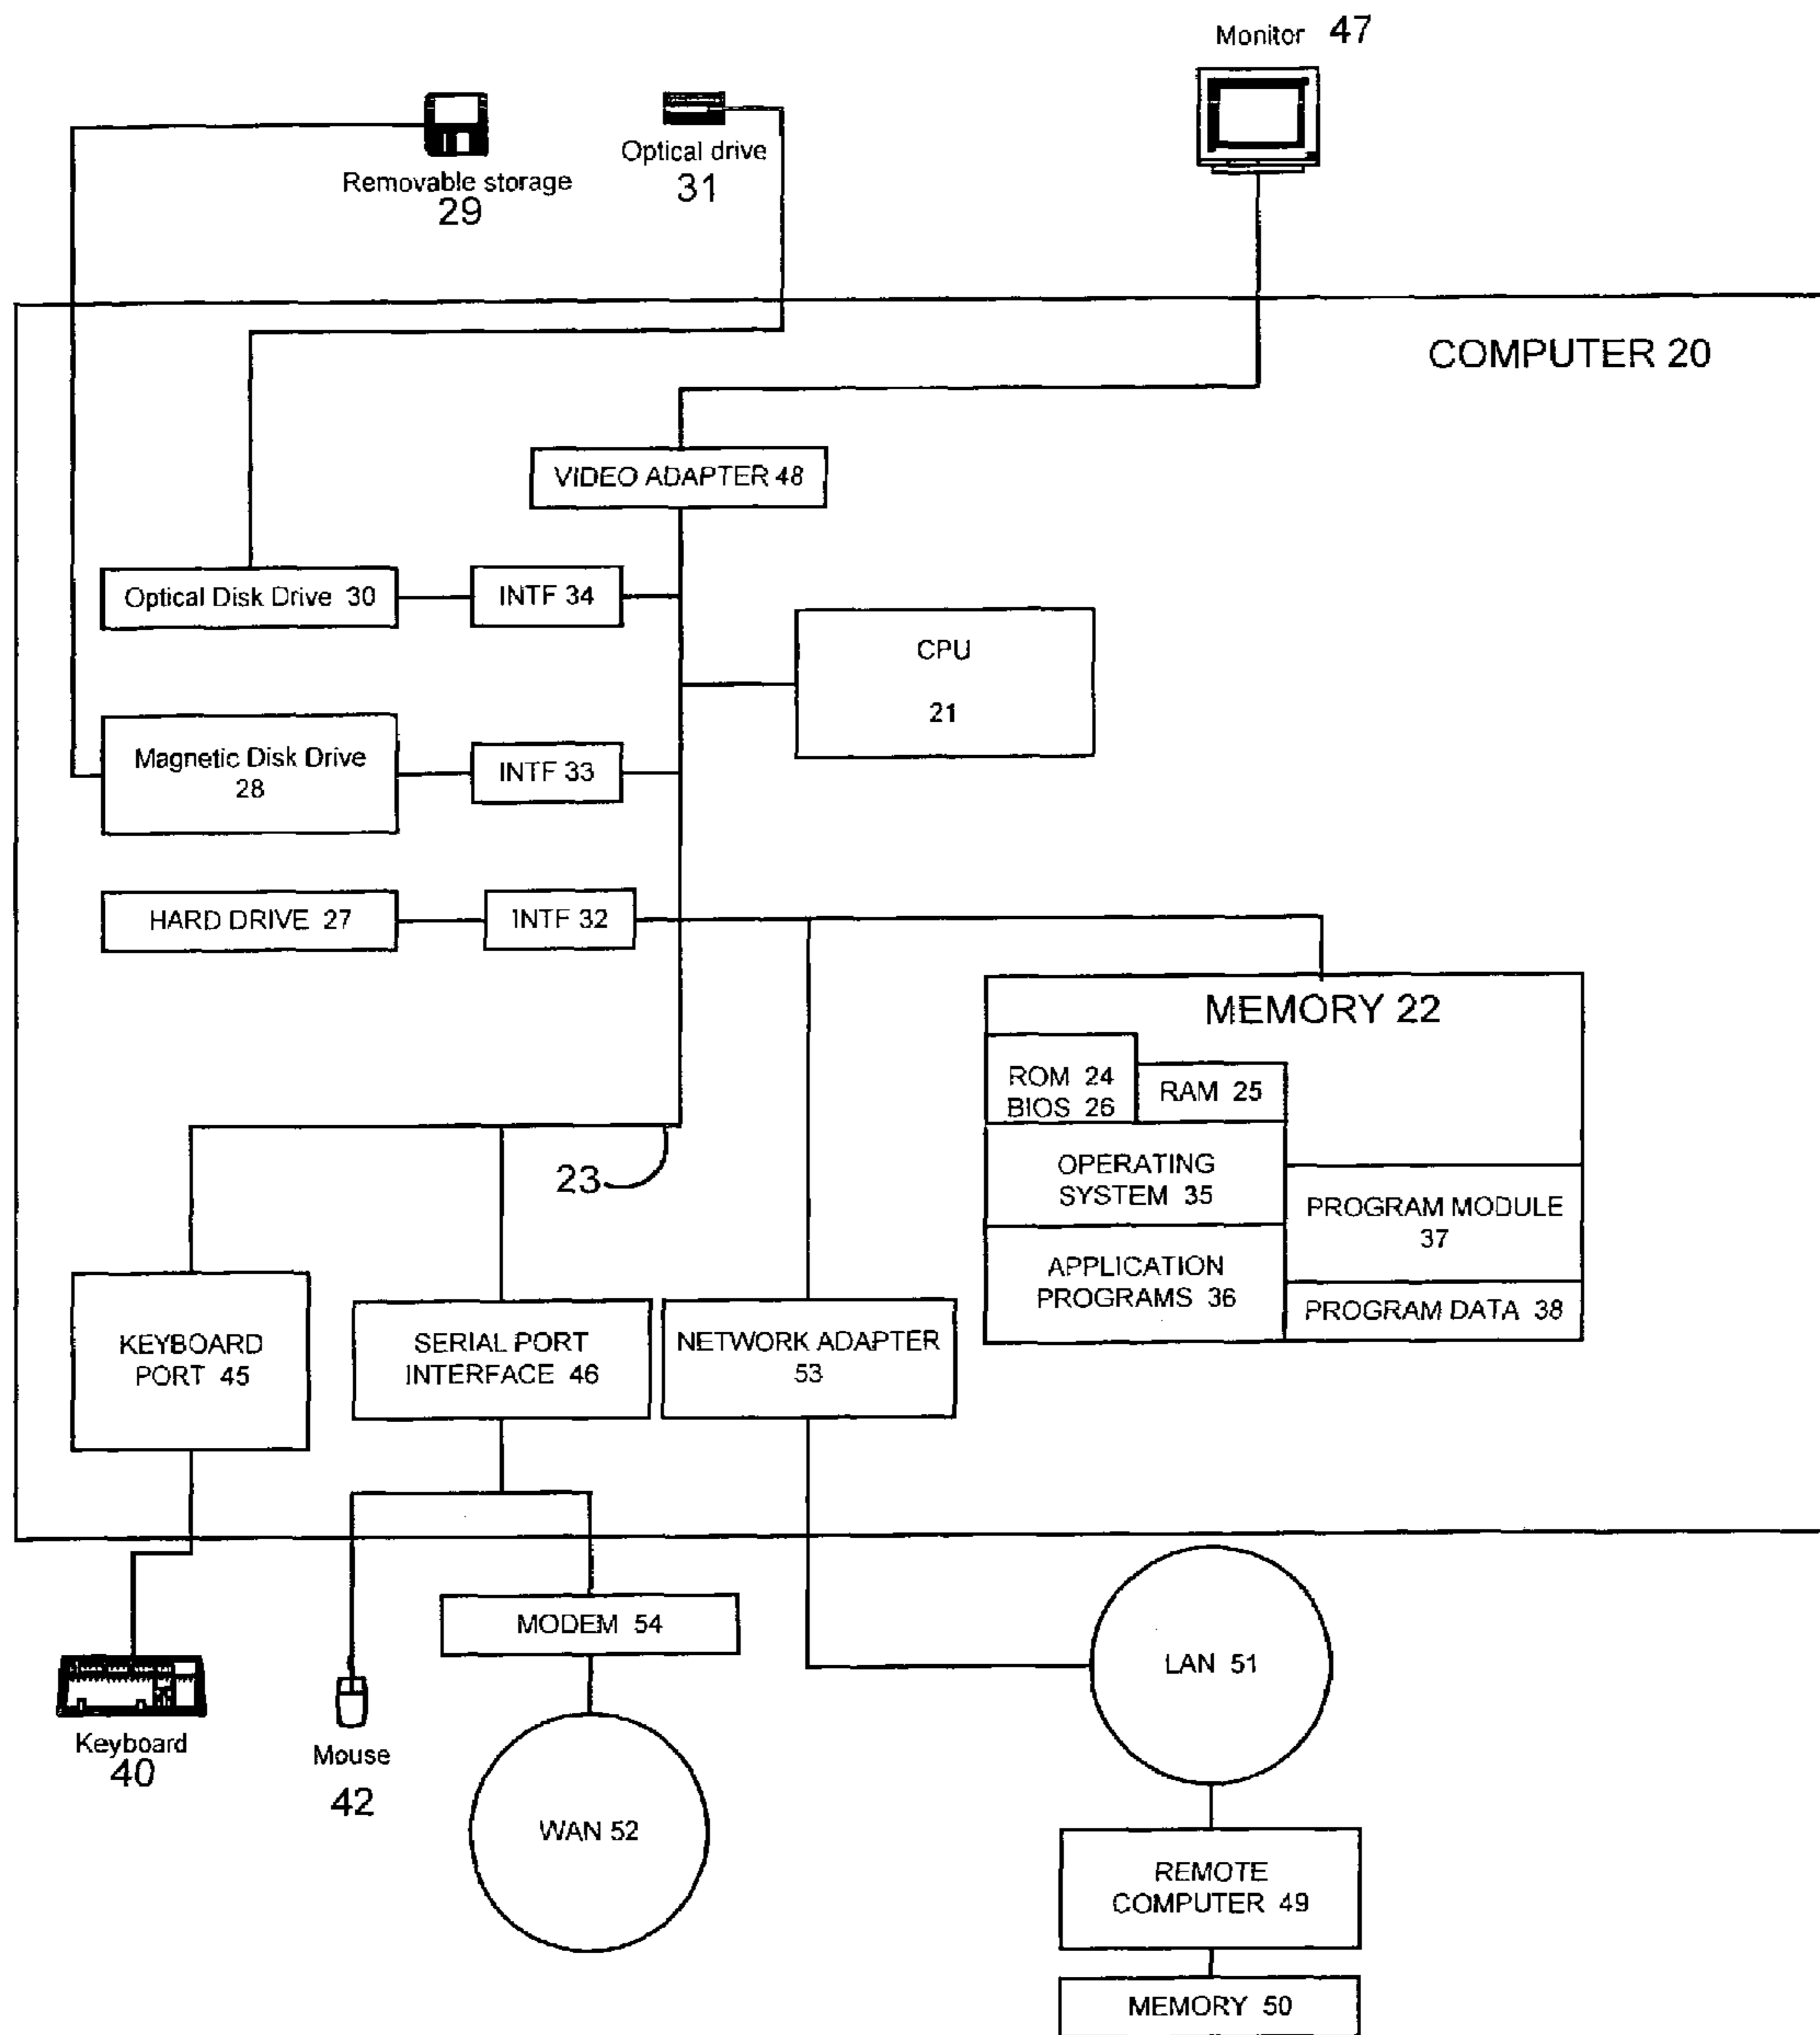 Monitor 47
Removable storage
29
Optical drive
31
COMPUTER 20
VIDEO ADAPTER 48
Optical Disk Drive 30
INTF 34
CPU
21
Magnetic Disk Drive
28
INTF 33
HARD DRIVE 27
INTF 32
MEMORY 22
ROM 24
BIOS 26
RAM 25
OPERATING
SYSTEM 35
PROGRAM MODULE
37
APPLICATION
PROGRAMS 36
PROGRAM DATA 38
23
KEYBOARD
PORT 45
SERIAL PORT
INTERFACE 46
NETWORK ADAPTER
53
MODEM 54
LAN 51
Keyboard
40
Mouse
42
WAN 52
REMOTE
COMPUTER 49
MEMORY 50